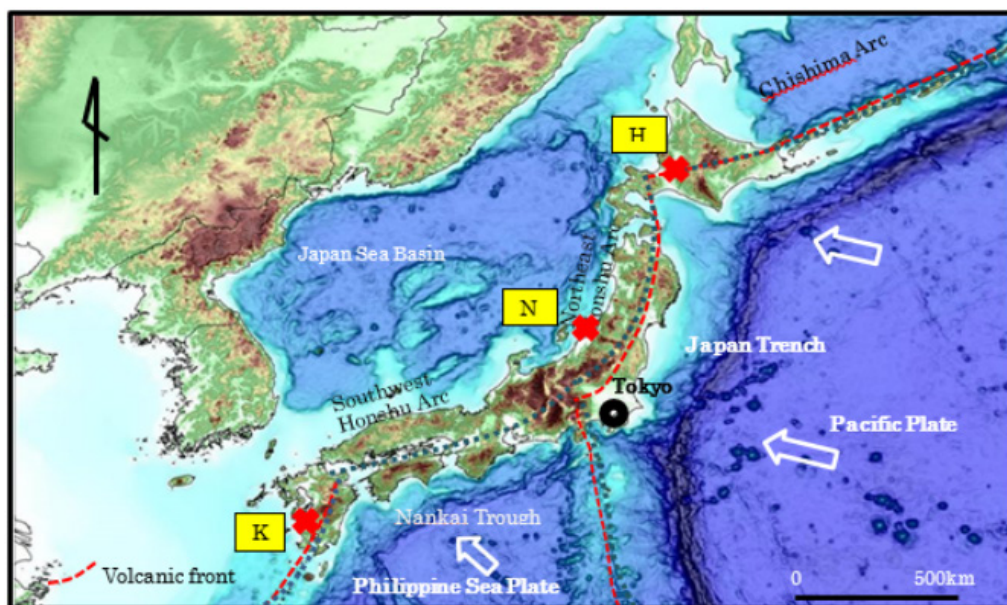 Chishima Arc
H
Japan Sea Basin
Northeast
Honshu Arc
N
Japan Trench
Tokyo
Southwest
Honshu Arc
Pacific Plate
K
Nankai Trough
Volcanic front
Philippine Sea Plate
0 500km